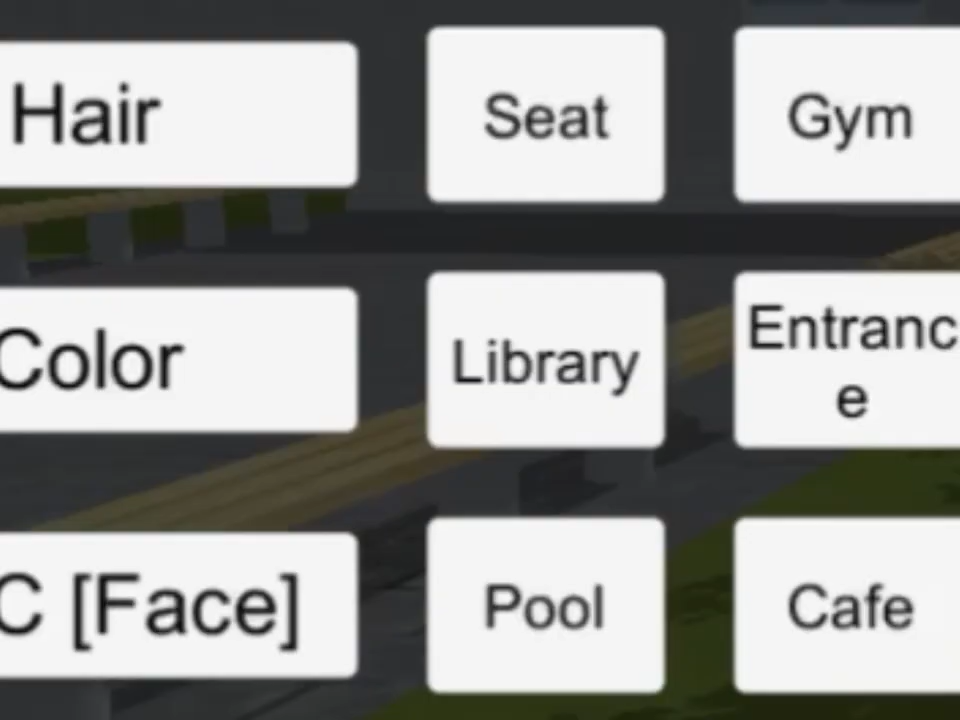 Hair
Seat
Gym
Color
Library
Entranc
e
C [Face]
Pool
Cafe